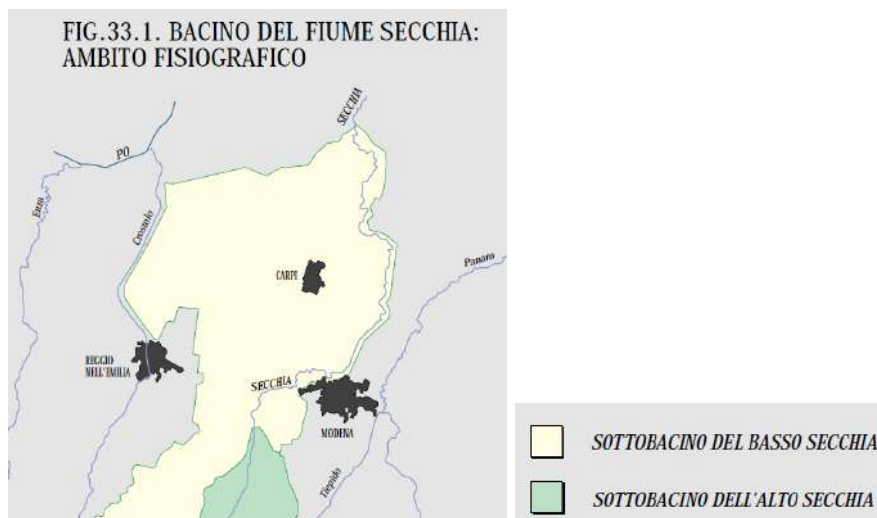 FIG.33.1. BACINO DEL FIUME SECCHIA:
AMBITO FISIOGRAFICO
SECCHIA
PO
Enza
Crostolo
Panaro
CARPI
REGGIO
NELL'EMILIA
SECCHIA
MODENA
Tiepido
SOTTOBACINO DEL BASSO SECCHIA
SOTTOBACINO DELL'ALTO SECCHIA